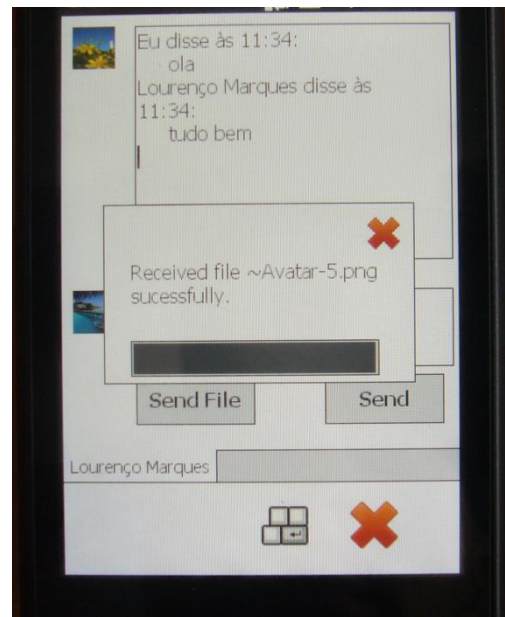 Eu disse às 11:34:
ola
Lourenço Marques disse às
11:34:
tudo bem
Received file ~Avatar-5.png
sucessfully.
Send File
Send
Lourenço Marques